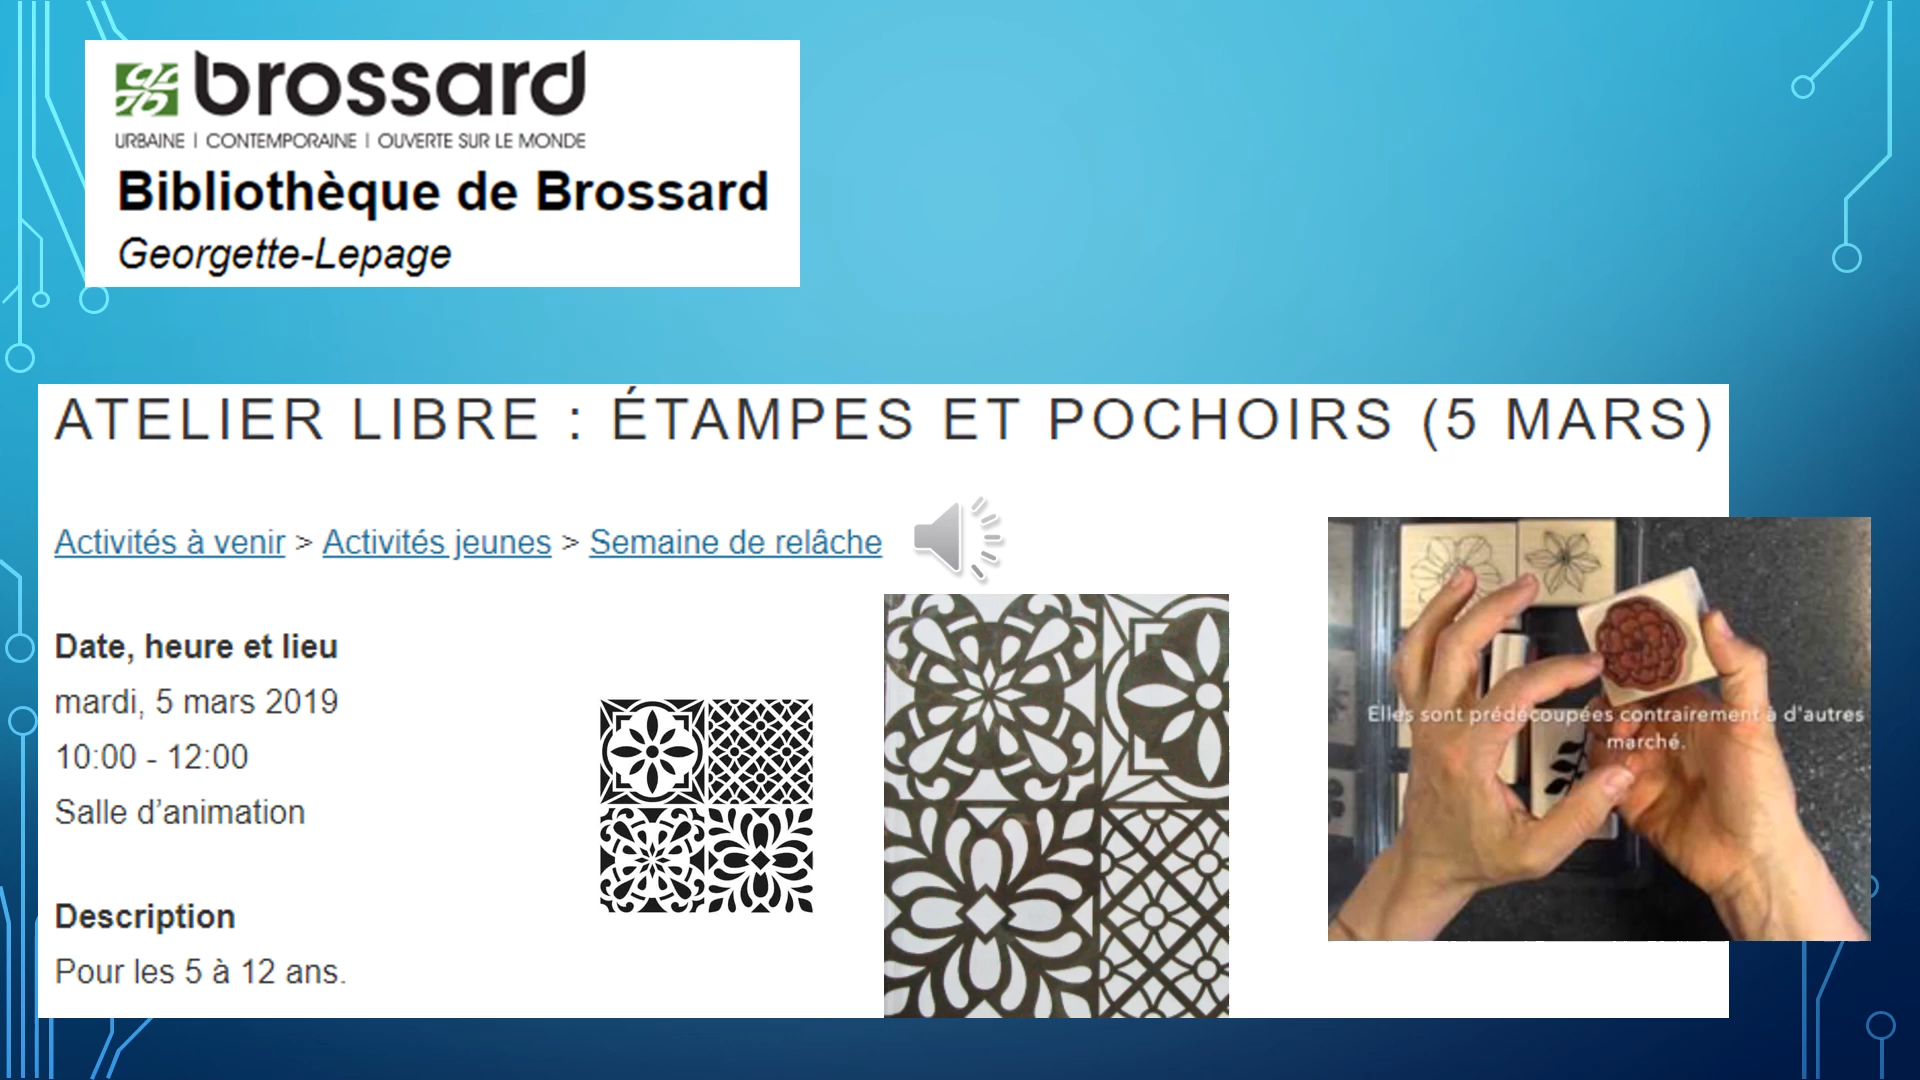 brossard
URBAINE | CONTEMPORAINE | OUVERTE SUR LE MONDE
Bibliothèque de Brossard
Georgette-Lepage
ATELIER LIBRE : ÉTAMPES ET POCHOIRS (5 MARS)
Activités à venir > Activités jeunes > Semaine de relâche
Date, heure et lieu
mardi, 5 mars 2019
10:00 - 12:00
Salle d’animation
Description
Pour les 5 à 12 ans.
Elles sont prédécoupées contrairement à d'autres
marché.